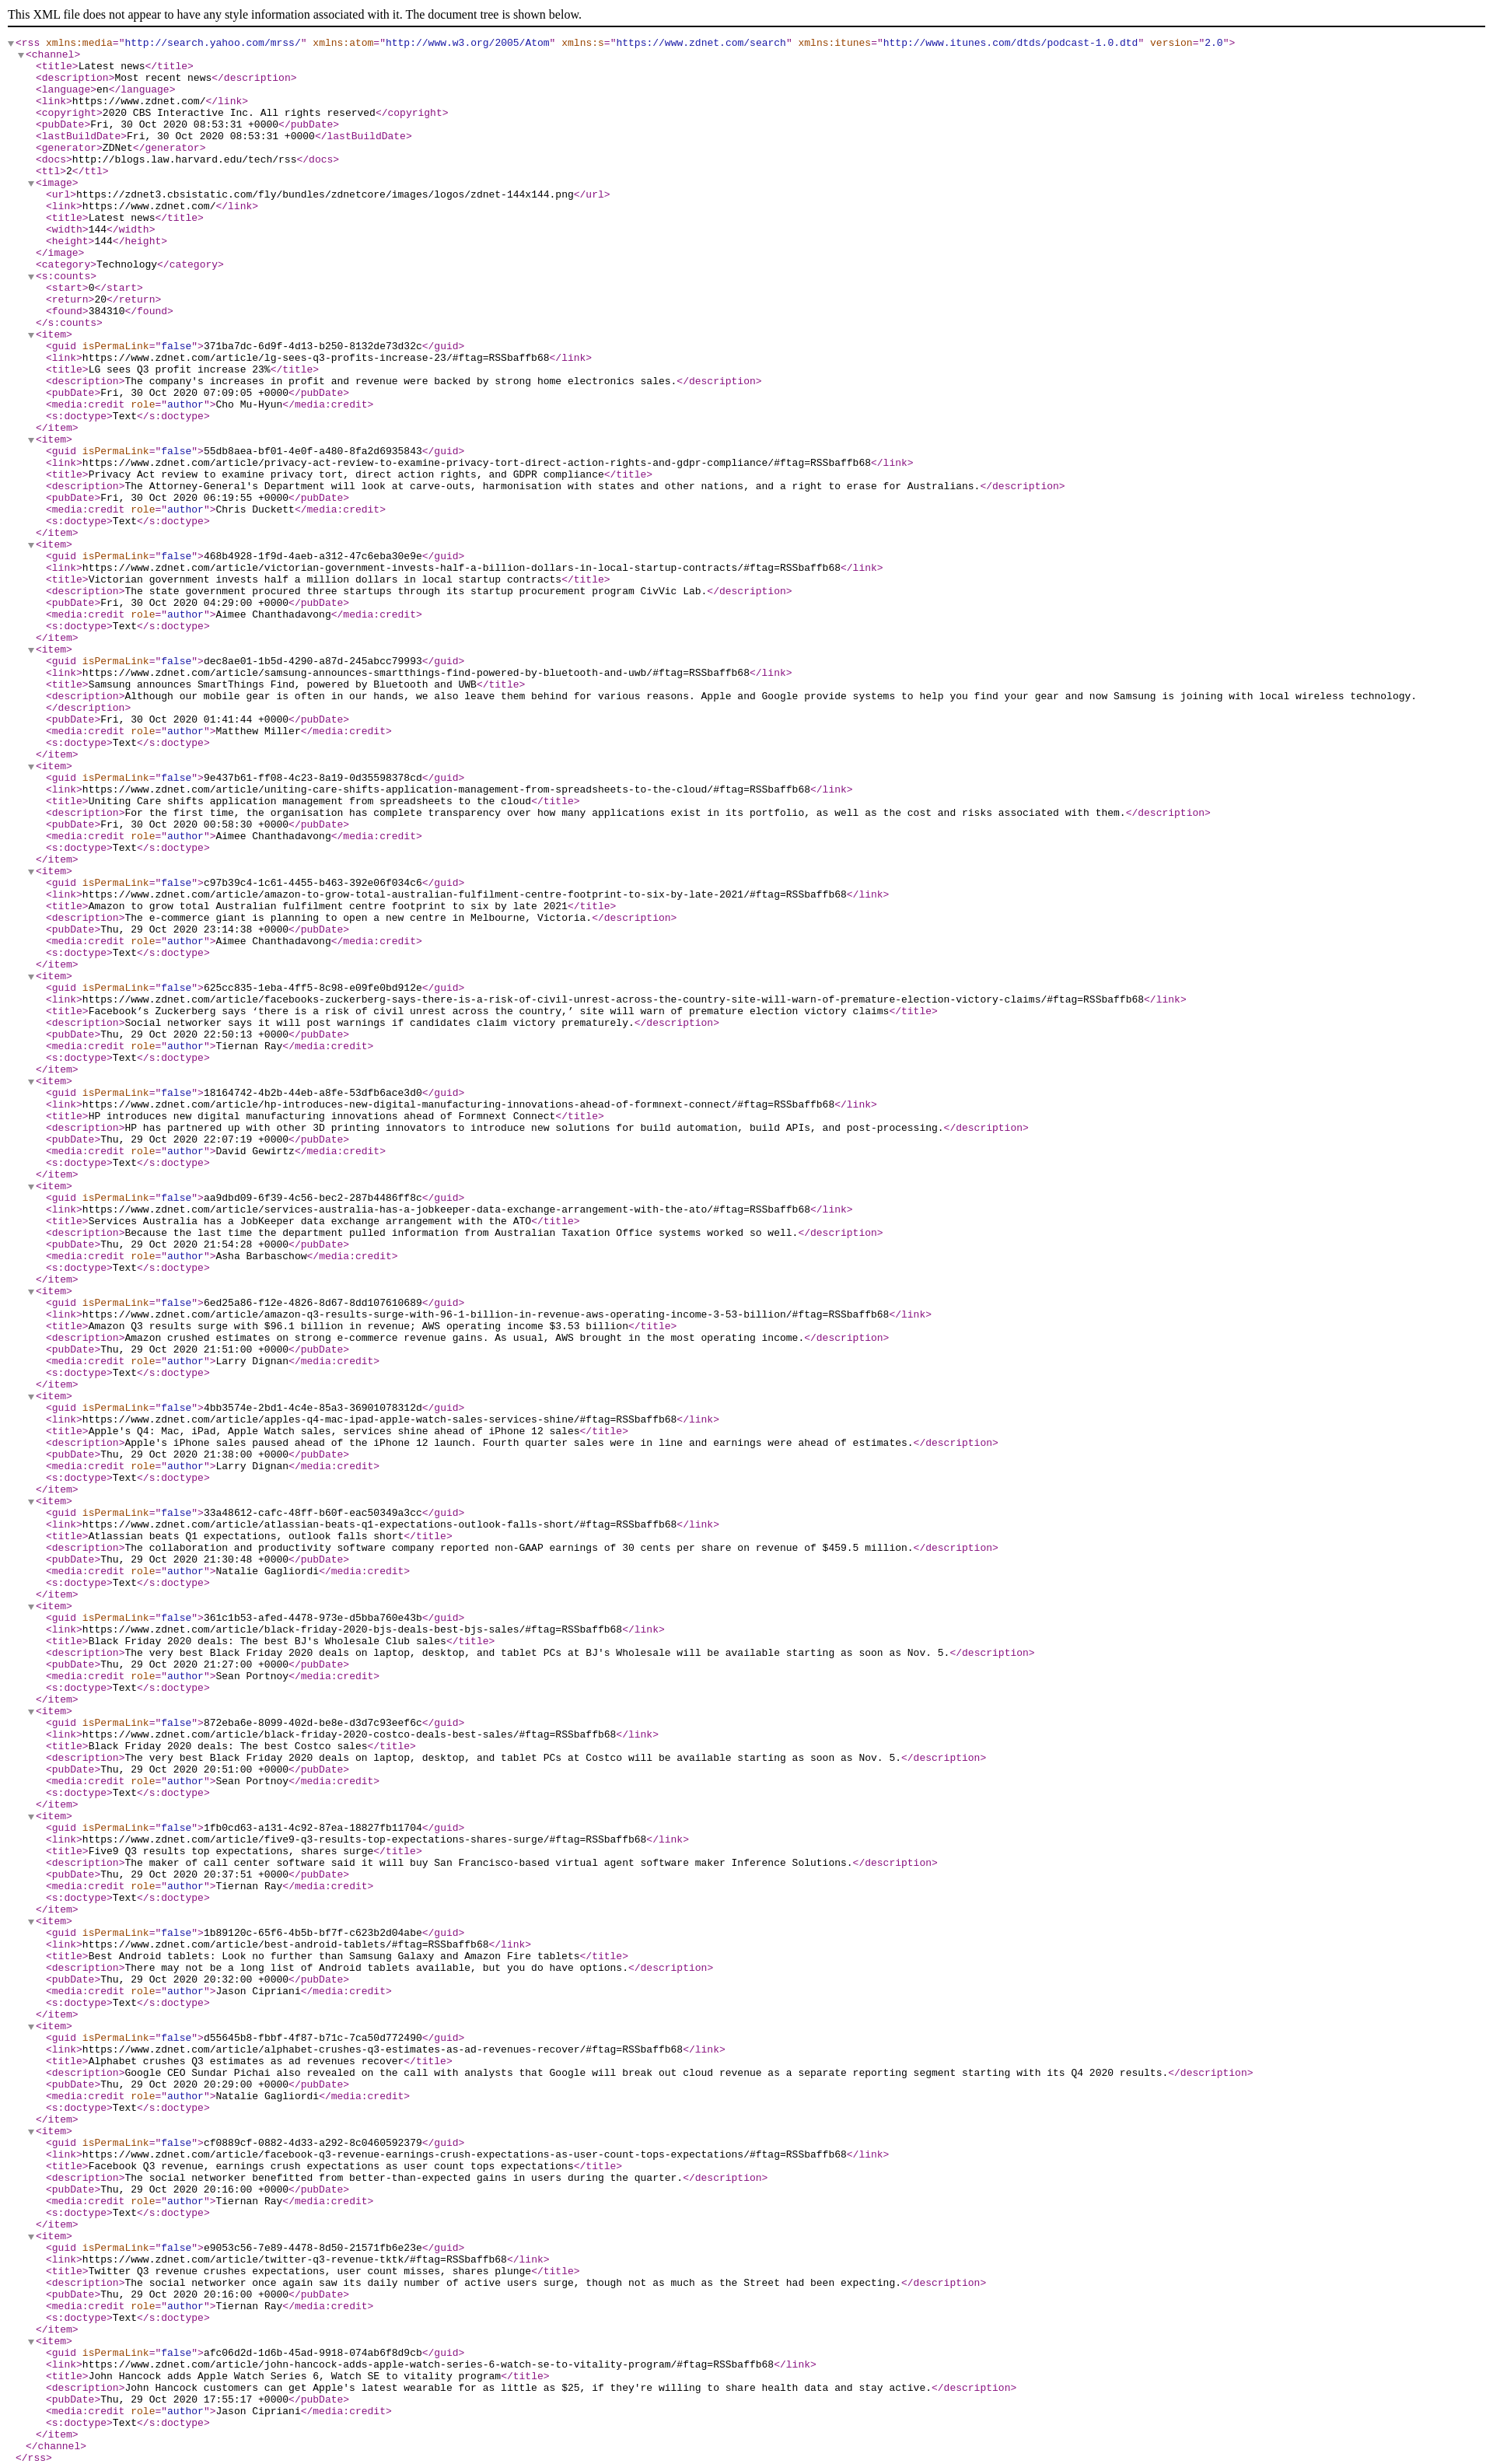 This XML file does not appear to have any style information associated with it. The document tree is shown below.
<rss xmlns:media="http://search.yahoo.com/mrss/" xmlns:atom="http://www.w3.org/2005/Atom" xmlns:s="https://www.zdnet.com/search" xmlns:itunes="http://www.itunes.com/dtds/podcast-1.0.dtd" version="2.0">
<channel>
<title>Latest news</title>
<description>Most recent news</description>
<language>en</language>
<link>https://www.zdnet.com/</link>
<copyright>2020 CBS Interactive Inc. All rights reserved</copyright>
<pubDate>Fri, 30 Oct 2020 08:53:31 +0000</pubDate>
<lastBuildDate>Fri, 30 Oct 2020 08:53:31 +0000</lastBuildDate>
<generator>ZDNet</generator>
<docs>http://blogs.law.harvard.edu/tech/rss</docs>
<ttl>2</ttl>
<image>
<url>https://zdnet3.cbsistatic.com/fly/bundles/zdnetcore/images/logos/zdnet-144x144.png</url>
<link>https://www.zdnet.com/</link>
<title>Latest news</title>
<width>144</width>
<height>144</height>
</image>
<category>Technology</category>
<s:counts>
<start>0</start>
<return>20</return>
<found>384310</found>
</s:counts>
<item>
<guid isPermaLink="false">371ba7dc-6d9f-4d13-b250-8132de73d32c</guid>
<link>https://www.zdnet.com/article/lg-sees-q3-profits-increase-23/#ftag=RSSbaffb68</link>
<title>LG sees Q3 profit increase 23%</title>
<description>The company's increases in profit and revenue were backed by strong home electronics sales.</description>
<pubDate>Fri, 30 Oct 2020 07:09:05 +0000</pubDate>
<media:credit role="author">Cho Mu-Hyun</media:credit>
<s:doctype>Text</s:doctype>
</item>
<item>
<guid isPermaLink="false">55db8aea-bf01-4e0f-a480-8fa2d6935843</guid>
<link>https://www.zdnet.com/article/privacy-act-review-to-examine-privacy-tort-direct-action-rights-and-gdpr-compliance/#ftag=RSSbaffb68</link>
<title>Privacy Act review to examine privacy tort, direct action rights, and GDPR compliance</title>
<description>The Attorney-General's Department will look at carve-outs, harmonisation with states and other nations, and a right to erase for Australians.</description>
<pubDate>Fri, 30 Oct 2020 06:19:55 +0000</pubDate>
<media:credit role="author">Chris Duckett</media:credit>
<s:doctype>Text</s:doctype>
</item>
<item>
<guid isPermaLink="false">468b4928-1f9d-4aeb-a312-47c6eba30e9e</guid>
<link>https://www.zdnet.com/article/victorian-government-invests-half-a-billion-dollars-in-local-startup-contracts/#ftag=RSSbaffb68</link>
<title>Victorian government invests half a million dollars in local startup contracts</title>
<description>The state government procured three startups through its startup procurement program CivVic Lab.</description>
<pubDate>Fri, 30 Oct 2020 04:29:00 +0000</pubDate>
<media:credit role="author">Aimee Chanthadavong</media:credit>
<s:doctype>Text</s:doctype>
</item>
<item>
<guid isPermaLink="false">dec8ae01-1b5d-4290-a87d-245abcc79993</guid>
<link>https://www.zdnet.com/article/samsung-announces-smartthings-find-powered-by-bluetooth-and-uwb/#ftag=RSSbaffb68</link>
<title>Samsung announces SmartThings Find, powered by Bluetooth and UWB</title>
<description>Although our mobile gear is often in our hands, we also leave them behind for various reasons. Apple and Google provide systems to help you find your gear and now Samsung is joining with local wireless technology.
</description>
<pubDate>Fri, 30 Oct 2020 01:41:44 +0000</pubDate>
<media:credit role="author">Matthew Miller</media:credit>
<s:doctype>Text</s:doctype>
</item>
<item>
<guid isPermaLink="false">9e437b61-ff08-4c23-8a19-0d35598378cd</guid>
<link>https://www.zdnet.com/article/uniting-care-shifts-application-management-from-spreadsheets-to-the-cloud/#ftag=RSSbaffb68</link>
<title>Uniting Care shifts application management from spreadsheets to the cloud</title>
<description>For the first time, the organisation has complete transparency over how many applications exist in its portfolio, as well as the cost and risks associated with them.</description>
<pubDate>Fri, 30 Oct 2020 00:58:30 +0000</pubDate>
<media:credit role="author">Aimee Chanthadavong</media:credit>
<s:doctype>Text</s:doctype>
</item>
<item>
<guid isPermaLink="false">c97b39c4-1c61-4455-b463-392e06f034c6</guid>
<link>https://www.zdnet.com/article/amazon-to-grow-total-australian-fulfilment-centre-footprint-to-six-by-late-2021/#ftag=RSSbaffb68</link>
<title>Amazon to grow total Australian fulfilment centre footprint to six by late 2021</title>
<description>The e-commerce giant is planning to open a new centre in Melbourne, Victoria.</description>
<pubDate>Thu, 29 Oct 2020 23:14:38 +0000</pubDate>
<media:credit role="author">Aimee Chanthadavong</media:credit>
<s:doctype>Text</s:doctype>
</item>
<item>
<guid isPermaLink="false">625cc835-1eba-4ff5-8c98-e09fe0bd912e</guid>
<link>https://www.zdnet.com/article/facebooks-zuckerberg-says-there-is-a-risk-of-civil-unrest-across-the-country-site-will-warn-of-premature-election-victory-claims/#ftag=RSSbaffb68</link>
<title>Facebook’s Zuckerberg says ‘there is a risk of civil unrest across the country,’ site will warn of premature election victory claims</title>
<description>Social networker says it will post warnings if candidates claim victory prematurely.</description>
<pubDate>Thu, 29 Oct 2020 22:50:13 +0000</pubDate>
<media:credit role="author">Tiernan Ray</media:credit>
<s:doctype>Text</s:doctype>
</item>
<item>
<guid isPermaLink="false">18164742-4b2b-44eb-a8fe-53dfb6ace3d0</guid>
<link>https://www.zdnet.com/article/hp-introduces-new-digital-manufacturing-innovations-ahead-of-formnext-connect/#ftag=RSSbaffb68</link>
<title>HP introduces new digital manufacturing innovations ahead of Formnext Connect</title>
<description>HP has partnered up with other 3D printing innovators to introduce new solutions for build automation, build APIs, and post-processing.</description>
<pubDate>Thu, 29 Oct 2020 22:07:19 +0000</pubDate>
<media:credit role="author">David Gewirtz</media:credit>
<s:doctype>Text</s:doctype>
</item>
<item>
<guid isPermaLink="false">aa9dbd09-6f39-4c56-bec2-287b4486ff8c</guid>
<link>https://www.zdnet.com/article/services-australia-has-a-jobkeeper-data-exchange-arrangement-with-the-ato/#ftag=RSSbaffb68</link>
<title>Services Australia has a JobKeeper data exchange arrangement with the ATO</title>
<description>Because the last time the department pulled information from Australian Taxation Office systems worked so well.</description>
<pubDate>Thu, 29 Oct 2020 21:54:28 +0000</pubDate>
<media:credit role="author">Asha Barbaschow</media:credit>
<s:doctype>Text</s:doctype>
</item>
<item>
<guid isPermaLink="false">6ed25a86-f12e-4826-8d67-8dd107610689</guid>
<link>https://www.zdnet.com/article/amazon-q3-results-surge-with-96-1-billion-in-revenue-aws-operating-income-3-53-billion/#ftag=RSSbaffb68</link>
<title>Amazon Q3 results surge with $96.1 billion in revenue; AWS operating income $3.53 billion</title>
<description>Amazon crushed estimates on strong e-commerce revenue gains. As usual, AWS brought in the most operating income.</description>
<pubDate>Thu, 29 Oct 2020 21:51:00 +0000</pubDate>
<media:credit role="author">Larry Dignan</media:credit>
<s:doctype>Text</s:doctype>
</item>
<item>
<guid isPermaLink="false">4bb3574e-2bd1-4c4e-85a3-36901078312d</guid>
<link>https://www.zdnet.com/article/apples-q4-mac-ipad-apple-watch-sales-services-shine/#ftag=RSSbaffb68</link>
<title>Apple's Q4: Mac, iPad, Apple Watch sales, services shine ahead of iPhone 12 sales</title>
<description>Apple's iPhone sales paused ahead of the iPhone 12 launch. Fourth quarter sales were in line and earnings were ahead of estimates.</description>
<pubDate>Thu, 29 Oct 2020 21:38:00 +0000</pubDate>
<media:credit role="author">Larry Dignan</media:credit>
<s:doctype>Text</s:doctype>
</item>
<item>
<guid isPermaLink="false">33a48612-cafc-48ff-b60f-eac50349a3cc</guid>
<link>https://www.zdnet.com/article/atlassian-beats-q1-expectations-outlook-falls-short/#ftag=RSSbaffb68</link>
<title>Atlassian beats Q1 expectations, outlook falls short</title>
<description>The collaboration and productivity software company reported non-GAAP earnings of 30 cents per share on revenue of $459.5 million.</description>
<pubDate>Thu, 29 Oct 2020 21:30:48 +0000</pubDate>
<media:credit role="author">Natalie Gagliordi</media:credit>
<s:doctype>Text</s:doctype>
</item>
<item>
<guid isPermaLink="false">361c1b53-afed-4478-973e-d5bba760e43b</guid>
<link>https://www.zdnet.com/article/black-friday-2020-bjs-deals-best-bjs-sales/#ftag=RSSbaffb68</link>
<title>Black Friday 2020 deals: The best BJ's Wholesale Club sales</title>
<description>The very best Black Friday 2020 deals on laptop, desktop, and tablet PCs at BJ's Wholesale will be available starting as soon as Nov. 5.</description>
<pubDate>Thu, 29 Oct 2020 21:27:00 +0000</pubDate>
<media:credit role="author">Sean Portnoy</media:credit>
<s:doctype>Text</s:doctype>
</item>
<item>
<guid isPermaLink="false">872eba6e-8099-402d-be8e-d3d7c93eef6c</guid>
<link>https://www.zdnet.com/article/black-friday-2020-costco-deals-best-sales/#ftag=RSSbaffb68</link>
<title>Black Friday 2020 deals: The best Costco sales</title>
<description>The very best Black Friday 2020 deals on laptop, desktop, and tablet PCs at Costco will be available starting as soon as Nov. 5.</description>
<pubDate>Thu, 29 Oct 2020 20:51:00 +0000</pubDate>
<media:credit role="author">Sean Portnoy</media:credit>
<s:doctype>Text</s:doctype>
</item>
<item>
<guid isPermaLink="false">1fb0cd63-a131-4c92-87ea-18827fb11704</guid>
<link>https://www.zdnet.com/article/five9-q3-results-top-expectations-shares-surge/#ftag=RSSbaffb68</link>
<title>Five9 Q3 results top expectations, shares surge</title>
<description>The maker of call center software said it will buy San Francisco-based virtual agent software maker Inference Solutions.</description>
<pubDate>Thu, 29 Oct 2020 20:37:51 +0000</pubDate>
<media:credit role="author">Tiernan Ray</media:credit>
<s:doctype>Text</s:doctype>
</item>
<item>
<guid isPermaLink="false">1b89120c-65f6-4b5b-bf7f-c623b2d04abe</guid>
<link>https://www.zdnet.com/article/best-android-tablets/#ftag=RSSbaffb68</link>
<title>Best Android tablets: Look no further than Samsung Galaxy and Amazon Fire tablets</title>
<description>There may not be a long list of Android tablets available, but you do have options.</description>
<pubDate>Thu, 29 Oct 2020 20:32:00 +0000</pubDate>
<media:credit role="author">Jason Cipriani</media:credit>
<s:doctype>Text</s:doctype>
</item>
<item>
<guid isPermaLink="false">d55645b8-fbbf-4f87-b71c-7ca50d772490</guid>
<link>https://www.zdnet.com/article/alphabet-crushes-q3-estimates-as-ad-revenues-recover/#ftag=RSSbaffb68</link>
<title>Alphabet crushes Q3 estimates as ad revenues recover</title>
<description>Google CEO Sundar Pichai also revealed on the call with analysts that Google will break out cloud revenue as a separate reporting segment starting with its Q4 2020 results.</description>
<pubDate>Thu, 29 Oct 2020 20:29:00 +0000</pubDate>
<media:credit role="author">Natalie Gagliordi</media:credit>
<s:doctype>Text</s:doctype>
</item>
<item>
<guid isPermaLink="false">cf0889cf-0882-4d33-a292-8c0460592379</guid>
<link>https://www.zdnet.com/article/facebook-q3-revenue-earnings-crush-expectations-as-user-count-tops-expectations/#ftag=RSSbaffb68</link>
<title>Facebook Q3 revenue, earnings crush expectations as user count tops expectations</title>
<description>The social networker benefitted from better-than-expected gains in users during the quarter.</description>
<pubDate>Thu, 29 Oct 2020 20:16:00 +0000</pubDate>
<media:credit role="author">Tiernan Ray</media:credit>
<s:doctype>Text</s:doctype>
</item>
<item>
<guid isPermaLink="false">e9053c56-7e89-4478-8d50-21571fb6e23e</guid>
<link>https://www.zdnet.com/article/twitter-q3-revenue-tktk/#ftag=RSSbaffb68</link>
<title>Twitter Q3 revenue crushes expectations, user count misses, shares plunge</title>
<description>The social networker once again saw its daily number of active users surge, though not as much as the Street had been expecting.</description>
<pubDate>Thu, 29 Oct 2020 20:16:00 +0000</pubDate>
<media:credit role="author">Tiernan Ray</media:credit>
<s:doctype>Text</s:doctype>
</item>
<item>
<guid isPermaLink="false">afc06d2d-1d6b-45ad-9918-074ab6f8d9cb</guid>
<link>https://www.zdnet.com/article/john-hancock-adds-apple-watch-series-6-watch-se-to-vitality-program/#ftag=RSSbaffb68</link>
<title>John Hancock adds Apple Watch Series 6, Watch SE to vitality program</title>
<description>John Hancock customers can get Apple's latest wearable for as little as $25, if they're willing to share health data and stay active.</description>
<pubDate>Thu, 29 Oct 2020 17:55:17 +0000</pubDate>
<media:credit role="author">Jason Cipriani</media:credit>
<s:doctype>Text</s:doctype>
</item>
</channel>
</rss>